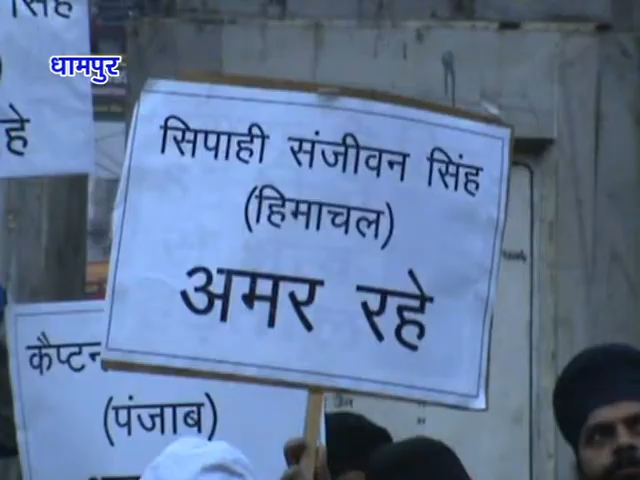 धामपुर
सिंह
हे
सिपाही संजीवन सिंह
(हिमाचल)
अमर रहे
कैप्टन
(पंजाब)